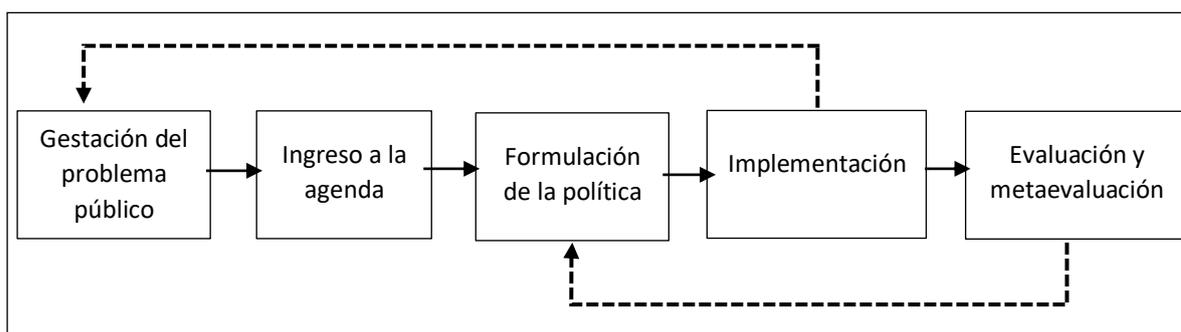 Gestación del
problema
público
Ingreso a la
agenda
Formulación
de la política
Implementación
Evaluación y
metaevaluación